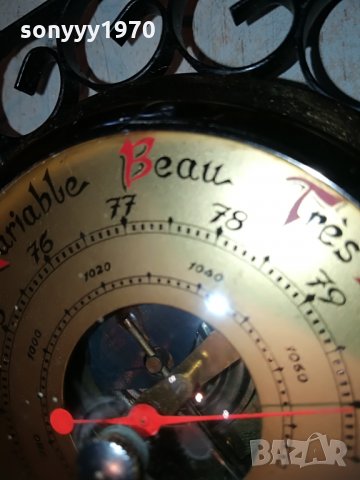 sonyyy1970
Variable Beau Très
76 77 78 79
1000 1020 1040 1060
BAZAR
bg